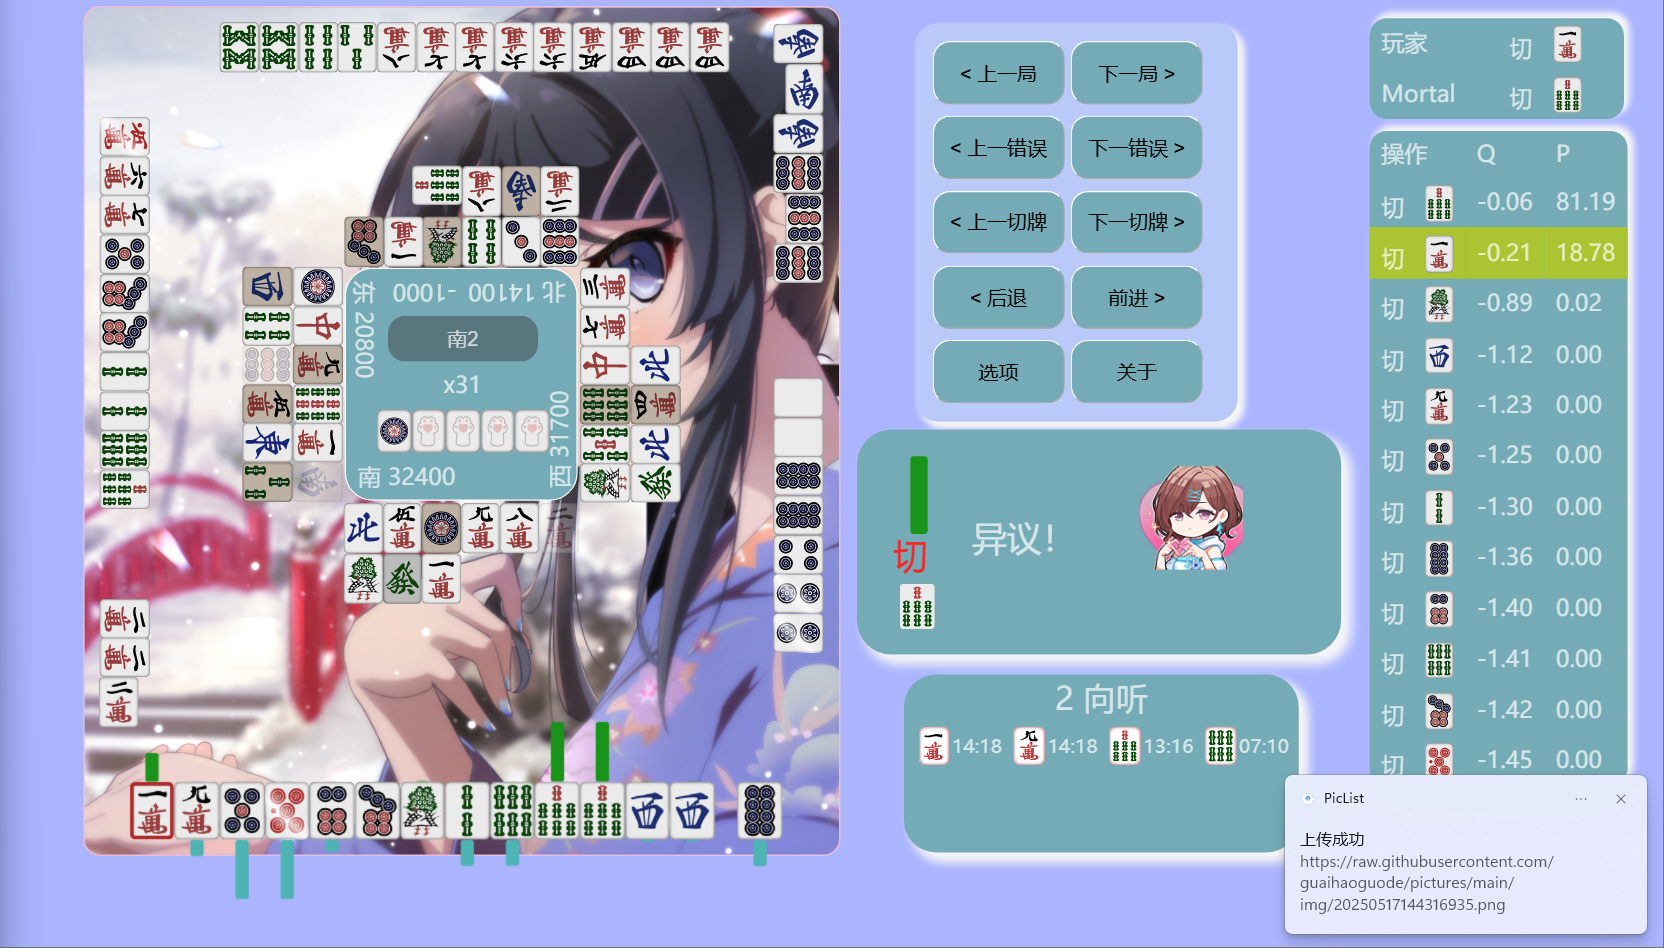 北 14100 -1000
东 20800
南2
x31
西 31700
南 32400
< 上一局
下一局 >
< 上一错误
下一错误 >
< 上一切牌
下一切牌 >
< 后退
前进 >
选项
关于
切
异议!
2 向听
14:18 14:18 13:16 07:10
玩家 切
Mortal 切
操作 Q P
切 -0.06 81.19
切 -0.21 18.78
切 -0.89 0.02
切 -1.12 0.00
切 -1.23 0.00
切 -1.25 0.00
切 -1.30 0.00
切 -1.36 0.00
切 -1.40 0.00
切 -1.41 0.00
切 -1.42 0.00
切 -1.45 0.00
PicList
上传成功
https://raw.githubusercontent.com/
guaihaoguode/pictures/main/
img/20250517144316935.png